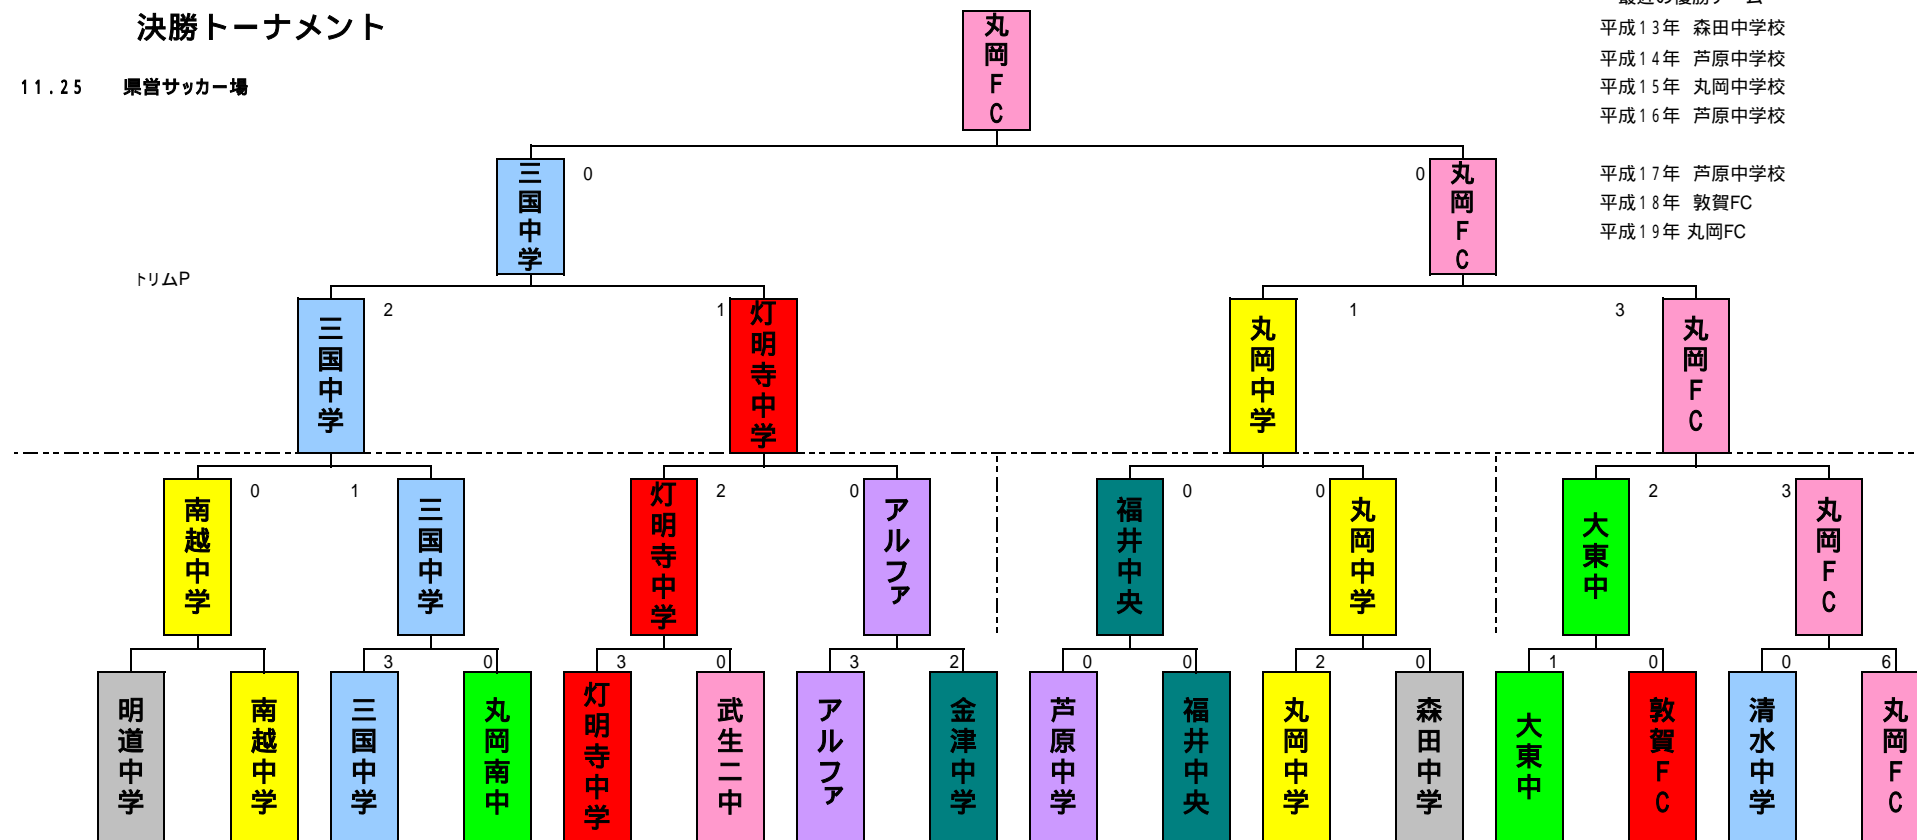 決勝トーナメント
最近の優勝チーム
平成13年 森田中学校
平成14年 芦原中学校
11.25 県営サッカー場
平成15年 丸岡中学校
平成16年 芦原中学校
丸岡FC
平成17年 芦原中学校
平成18年 敦賀FC
平成19年 丸岡FC
三国中学
0
0
丸岡FC
トリムP
三国中学
2
1
灯明寺中学
丸岡中学
1
3
丸岡FC
南越中学
0
1
三国中学
灯明寺中学
2
0
アルファ
福井中央
0
0
丸岡中学
大東中
2
3
丸岡FC
3
0
3
0
3
2
0
0
2
0
1
0
0
6
明道中学
南越中学
三国中学
丸岡南中
灯明寺中学
武生二中
アルファ
金津中学
芦原中学
福井中央
丸岡中学
森田中学
大東中
敦賀FC
清水中学
丸岡FC